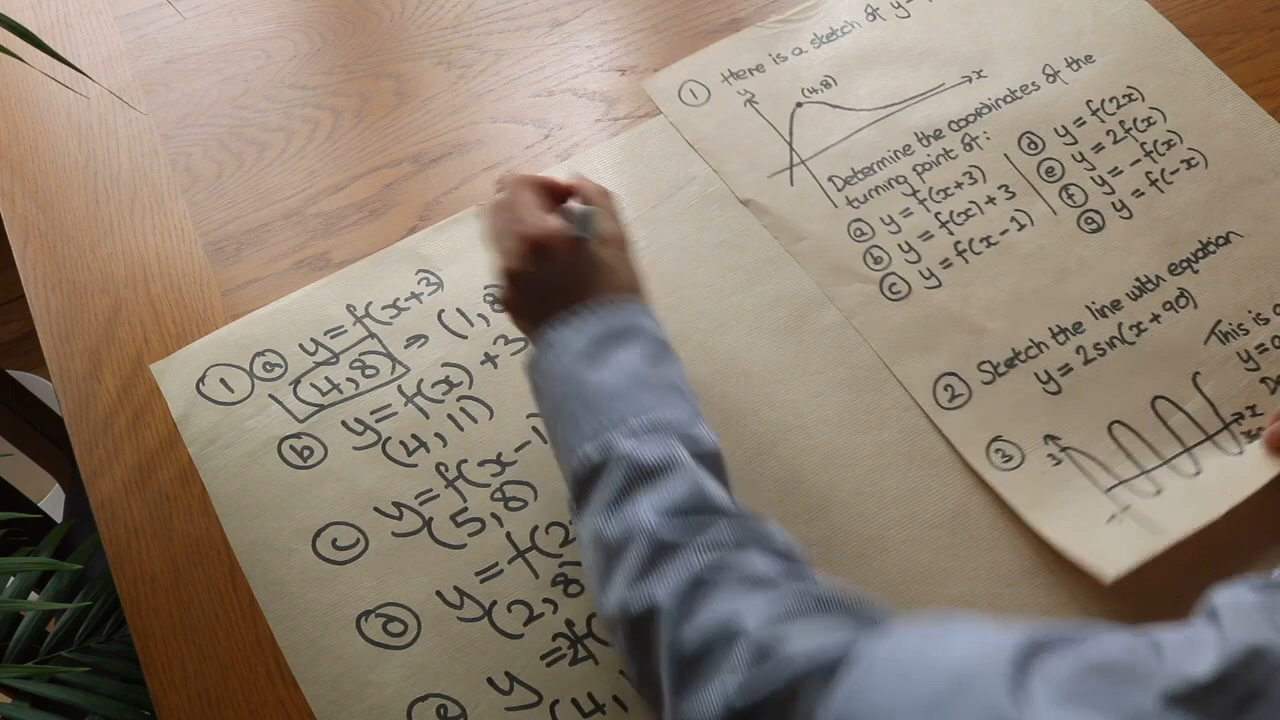 ① ⓐ y = f(x+3)
(4,8) → (1,8
ⓑ y = f(x) + 3
(4,11)
ⓒ y = f(x-1
(5,8)
ⓓ y = f(2
(2,8)
ⓔ y = 2f(
(4,
① Here is a sketch of y=
y
(4,8)
x
Determine the coordinates of the
turning point of:
ⓐ y = f(x+3)
ⓑ y = f(x) + 3
ⓒ y = f(x-1)
ⓓ y = f(2x)
ⓔ y = 2f(x)
ⓕ y = -f(x)
ⓖ y = f(-x)
② Sketch the line with equation
y = 2sin(x + 90)
③ 3
x
This is
y=a